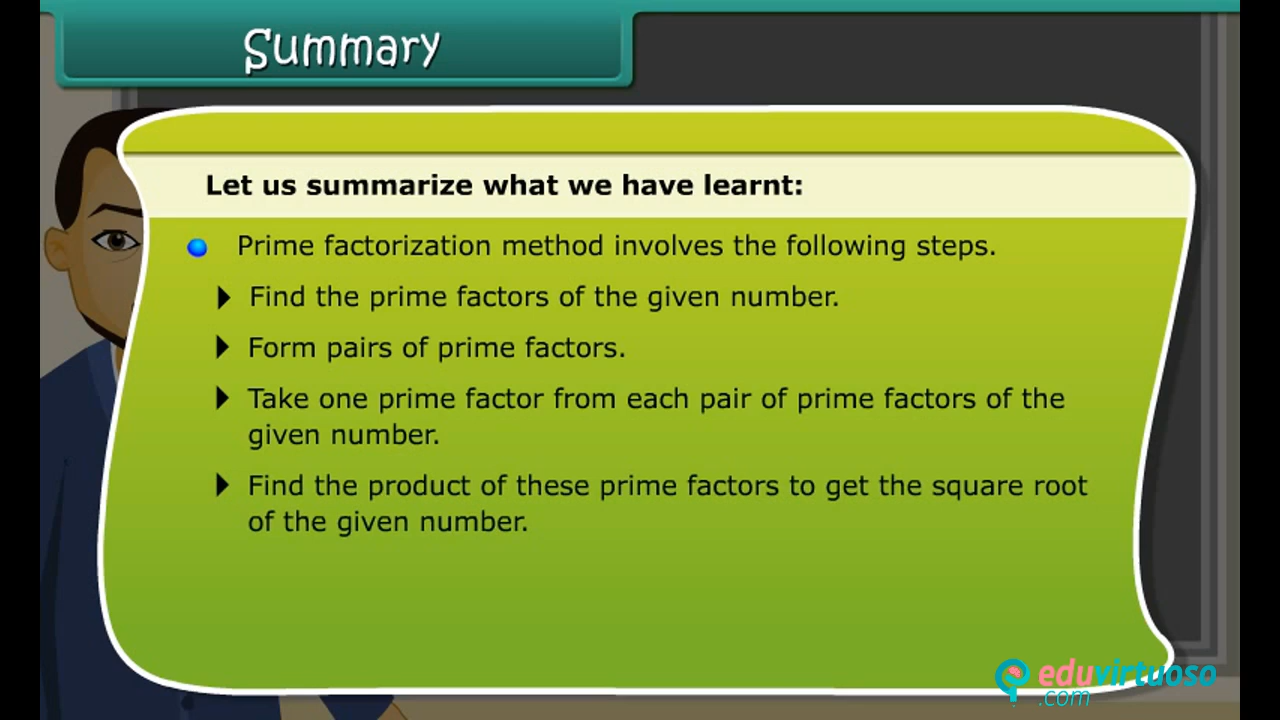 Summary
Let us summarize what we have learnt:
Prime factorization method involves the following steps.
Find the prime factors of the given number.
Form pairs of prime factors.
Take one prime factor from each pair of prime factors of the
given number.
Find the product of these prime factors to get the square root
of the given number.
eduvirtuoso
.com